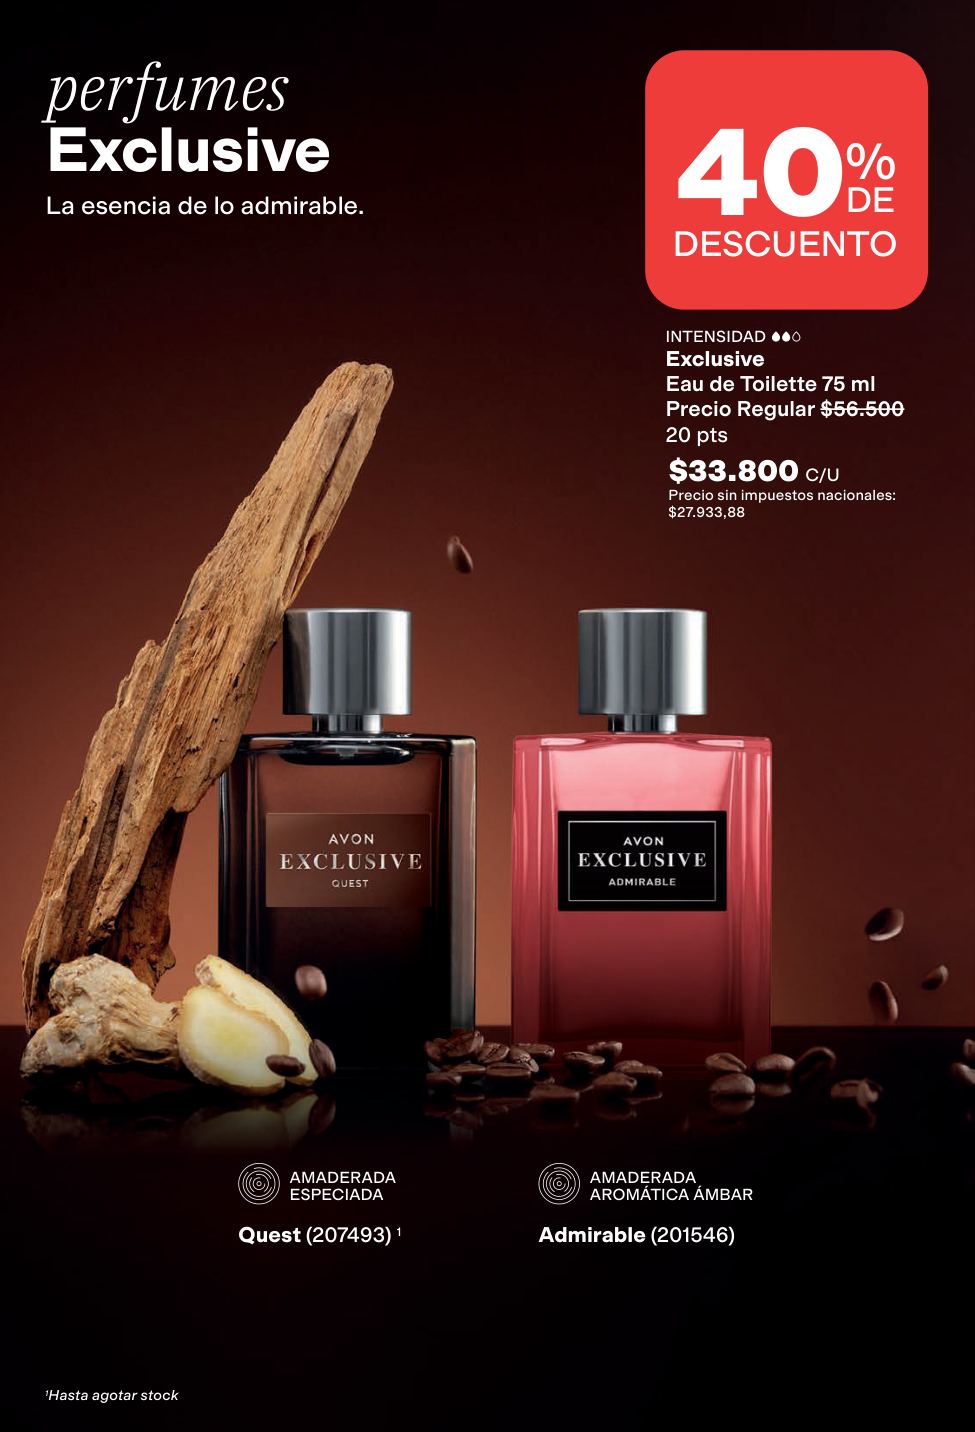 perfumes
Exclusive
La esencia de lo admirable.
40%
DE
DESCUENTO
INTENSIDAD
Exclusive
Eau de Toilette 75 ml
Precio Regular $56.500
20 pts
$33.800 C/U
Precio sin impuestos nacionales:
$27.933,88
AVON
EXCLUSIVE
QUEST
AVON
EXCLUSIVE
ADMIRABLE
AMADERADA
ESPECIADA
Quest (207493) ¹
AMADERADA
AROMÁTICA ÁMBAR
Admirable (201546)
¹Hasta agotar stock